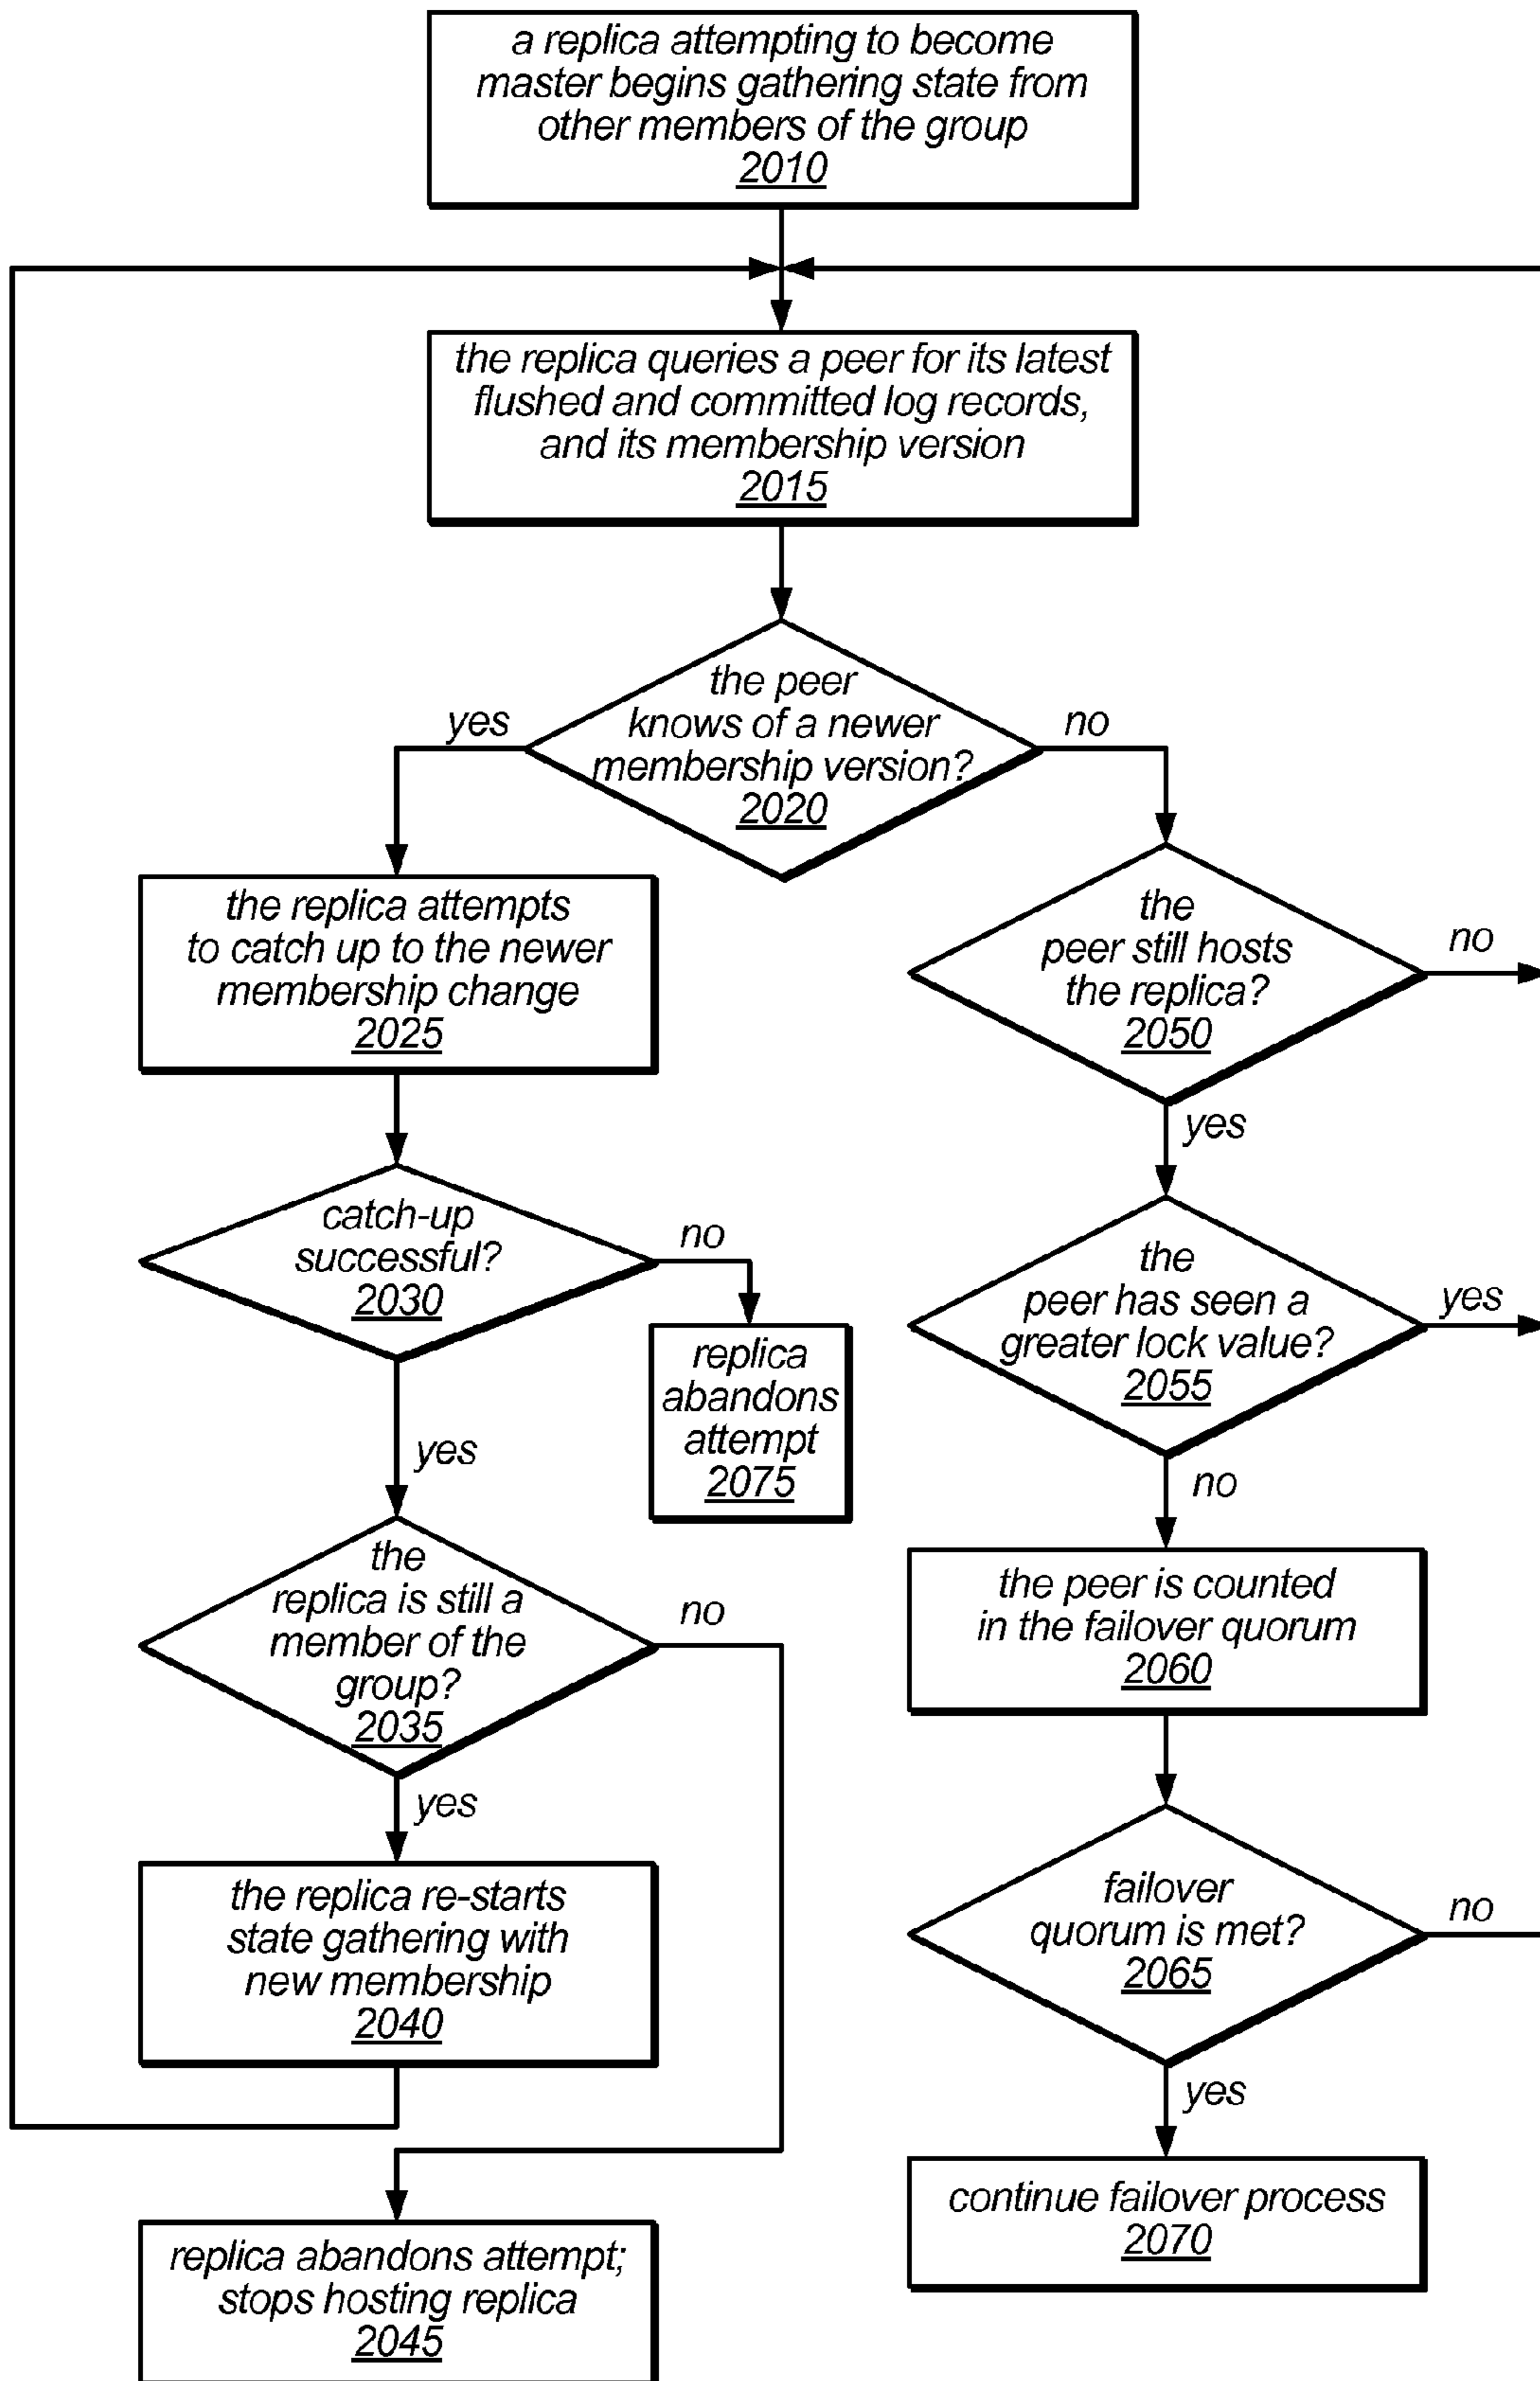 a replica attempting to become
master begins gathering state from
other members of the group
2010
the replica queries a peer for its latest
flushed and committed log records,
and its membership version
2015
the peer
knows of a newer
membership version?
2020
yes
no
the replica attempts
to catch up to the newer
membership change
2025
the
peer still hosts
the replica?
2050
no
yes
catch-up
successful?
2030
no
yes
replica
abandons
attempt
2075
the
peer has seen a
greater lock value?
2055
yes
no
the
replica is still a
member of the
group?
2035
no
yes
the peer is counted
in the failover quorum
2060
the replica re-starts
state gathering with
new membership
2040
failover
quorum is met?
2065
no
yes
replica abandons attempt;
stops hosting replica
2045
continue failover process
2070